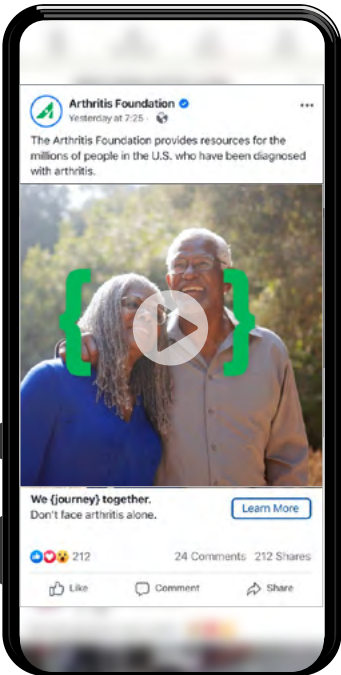 Arthritis Foundation
Yesterday at 7:25 ·
The Arthritis Foundation provides resources for the
millions of people in the U.S. who have been diagnosed
with arthritis.
{ }
We {journey} together.
Don't face arthritis alone.
Learn More
212
24 Comments 212 Shares
Like Comment Share